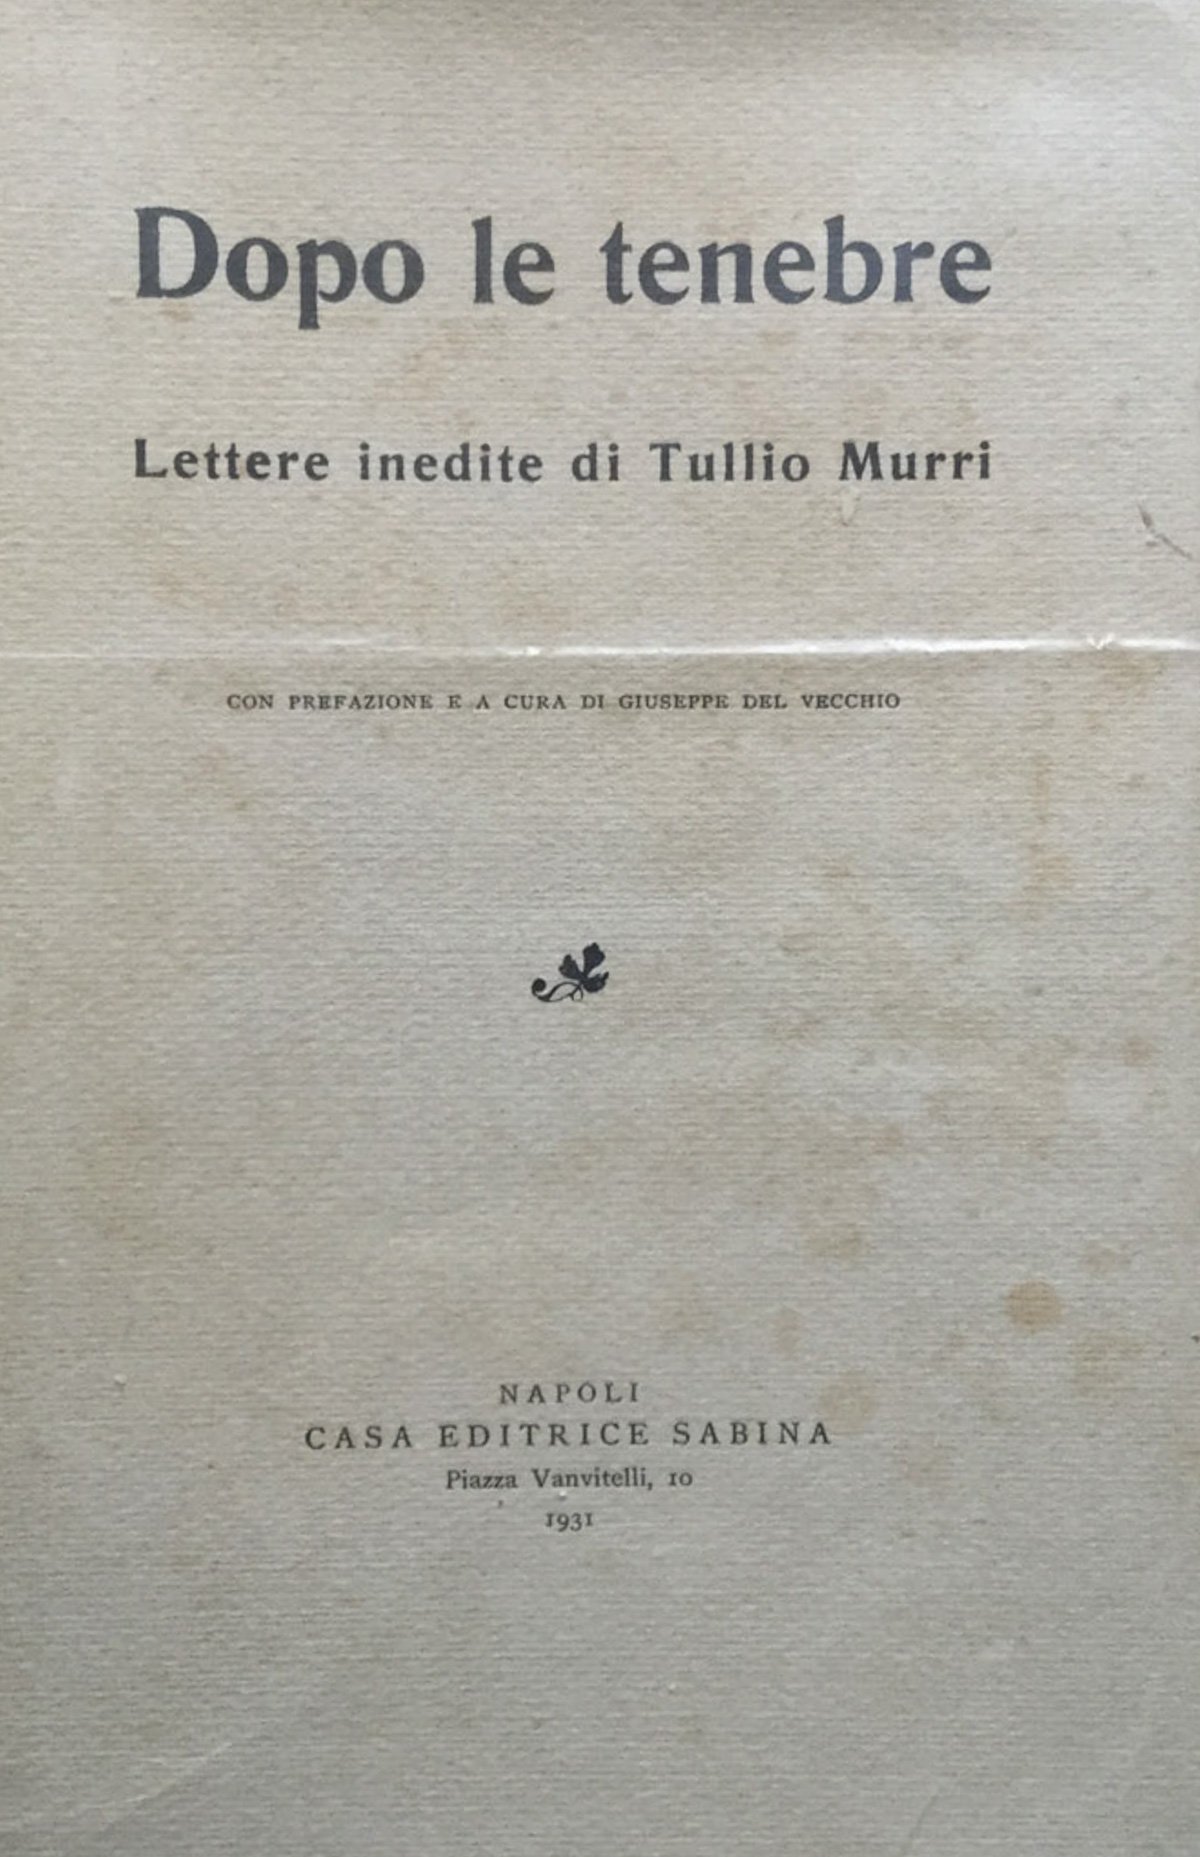 Dopo le tenebre
Lettere inedite di Tullio Murri
CON PREFAZIONE E A CURA DI GIUSEPPE DEL VECCHIO
NAPOLI
CASA EDITRICE SABINA
Piazza Vanvitelli, 10
1931